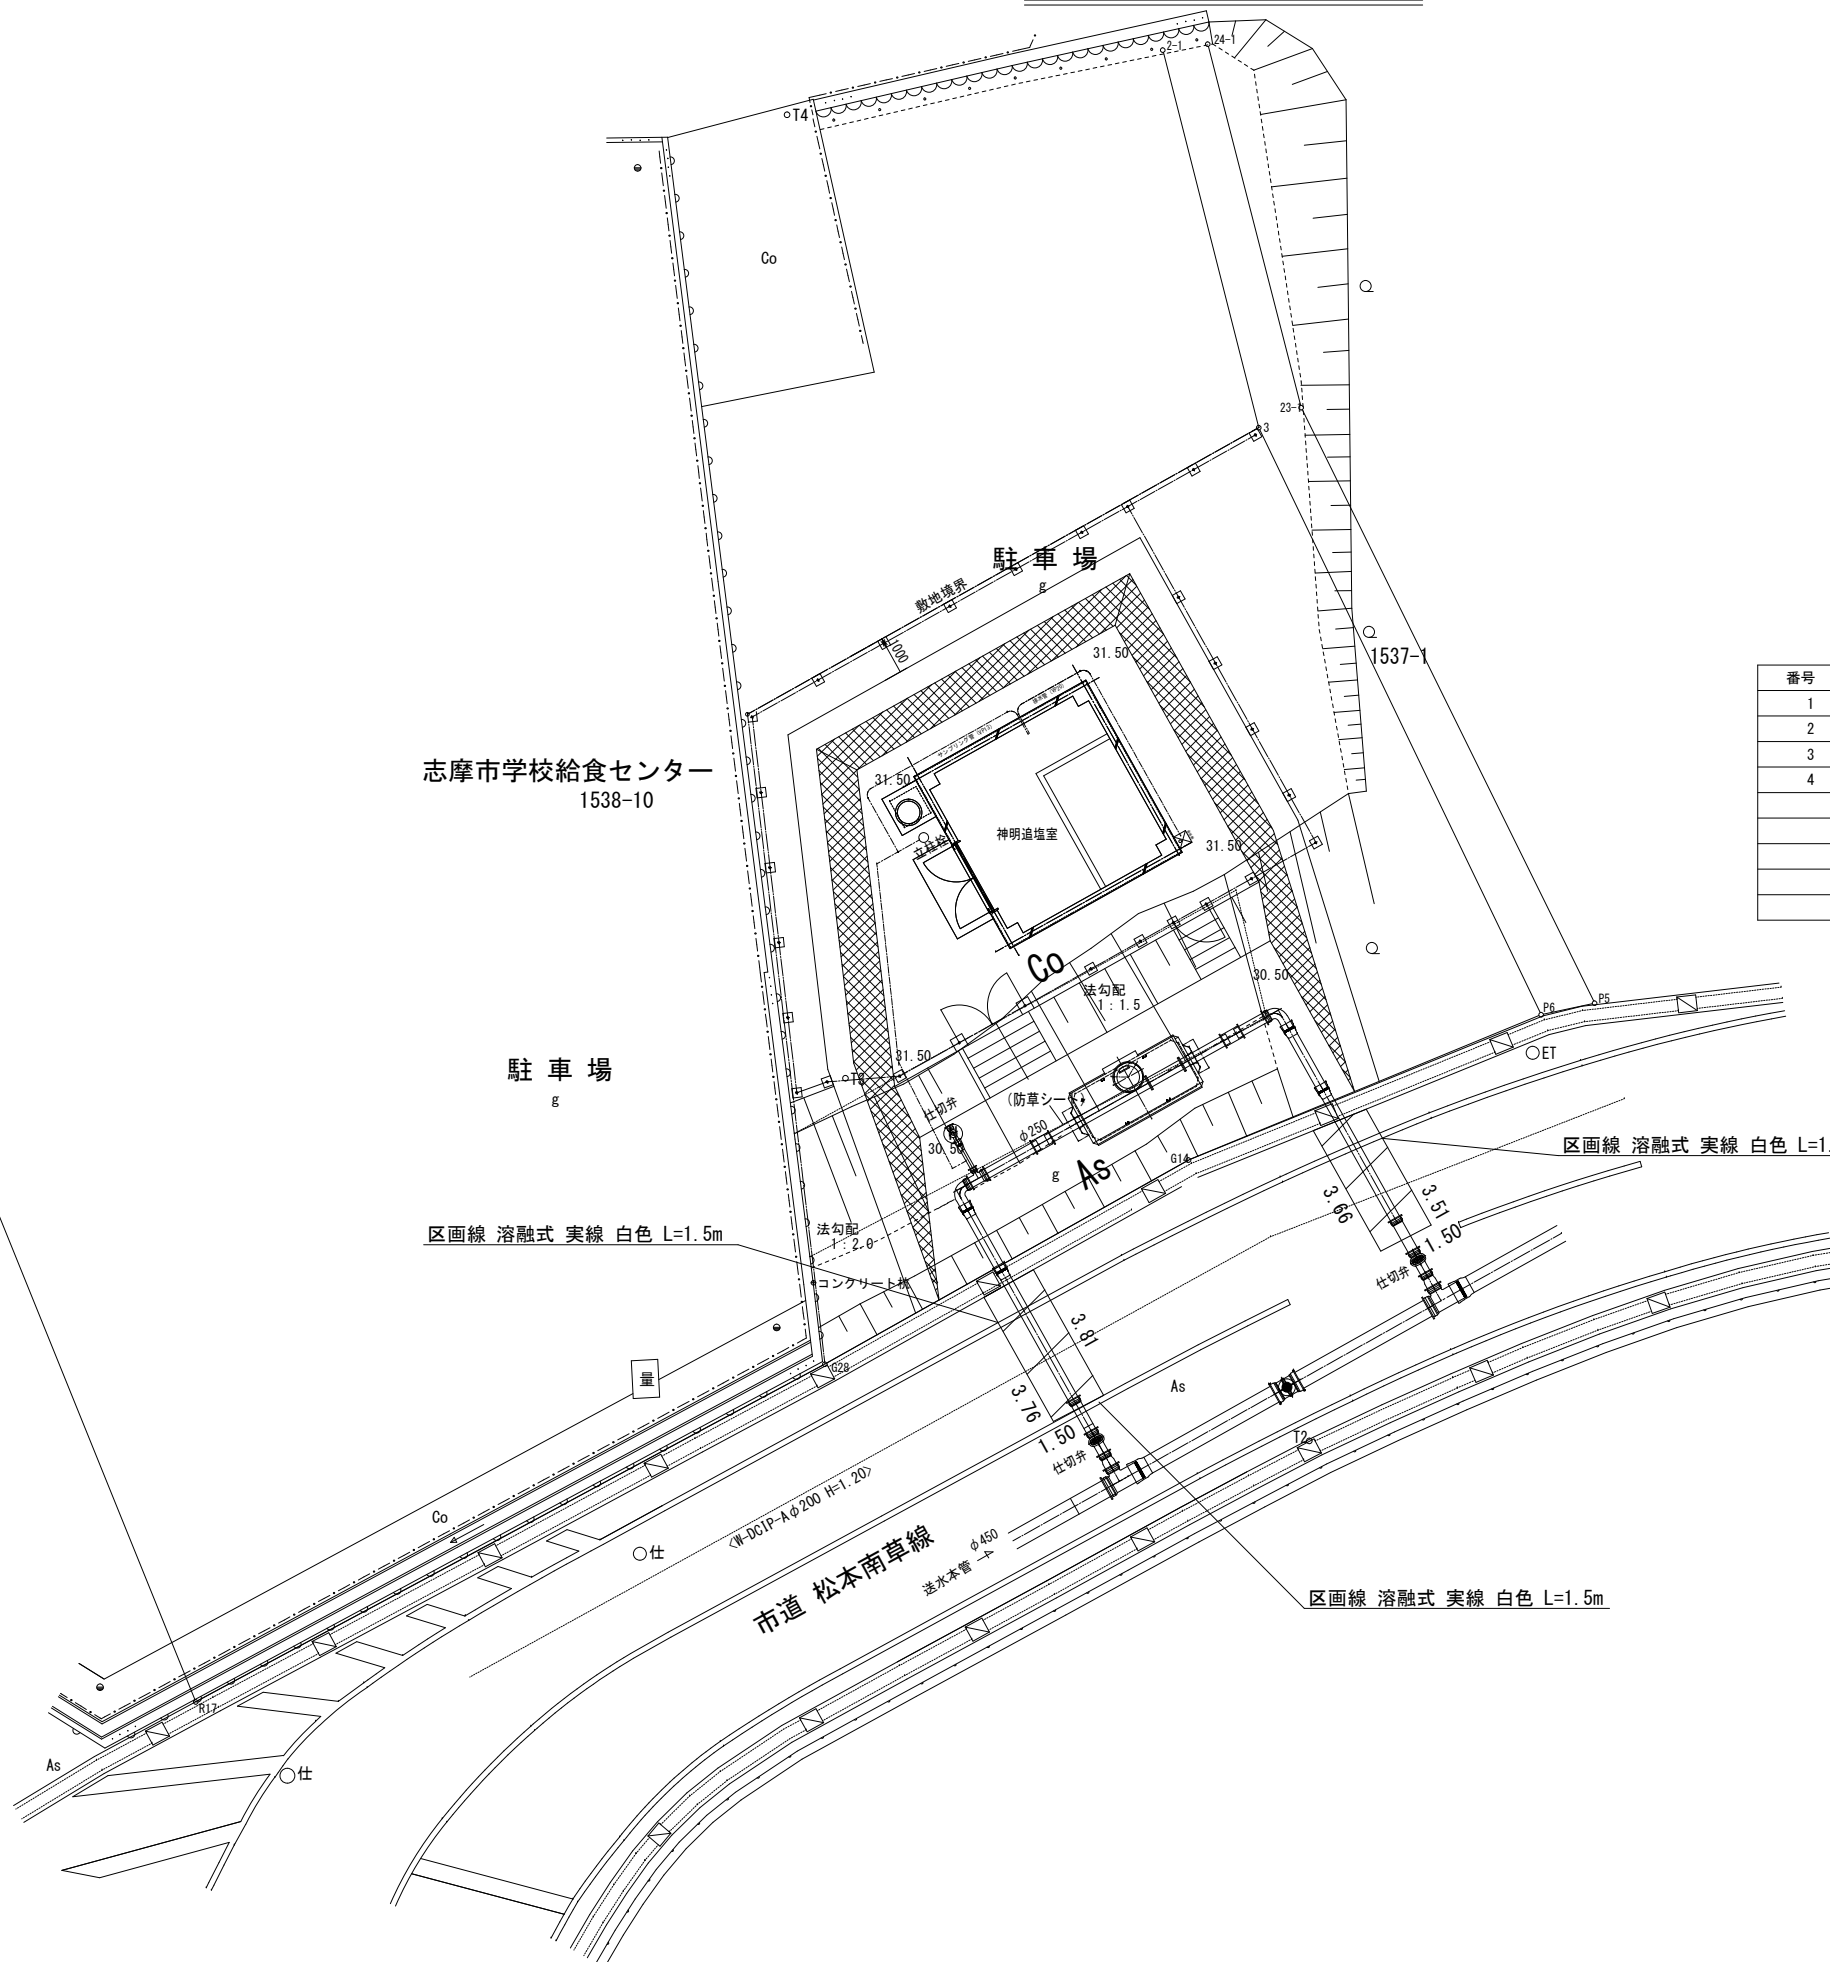 24-1
2-1
T4
Co
23-1
3
駐 車 場
g
敷地境界
1000
31.50
1537-1
番号
1
2
3
4
志摩市学校給食センター
1538-10
31.50
神明追塩室
立柱栓
31.50
Co
30.50
法勾配
1：1.5
P6
P5
ET
駐 車 場
g
31.50
T3
仕切弁
(防草シート)
φ250
30.50
G14
g
As
区画線 溶融式 実線 白色 L=1.
3.66
3.51
1.50
仕切弁
区画線 溶融式 実線 白色 L=1.5m
法勾配
1：2.0
コンクリート杭
3.81
3.76
1.50
仕切弁
As
T2
G28
量
Co
仕
<W-DCIP-Aφ200 H=1.20>
市道 松本南草線
送水本管
φ450
区画線 溶融式 実線 白色 L=1.5m
R17
As
仕